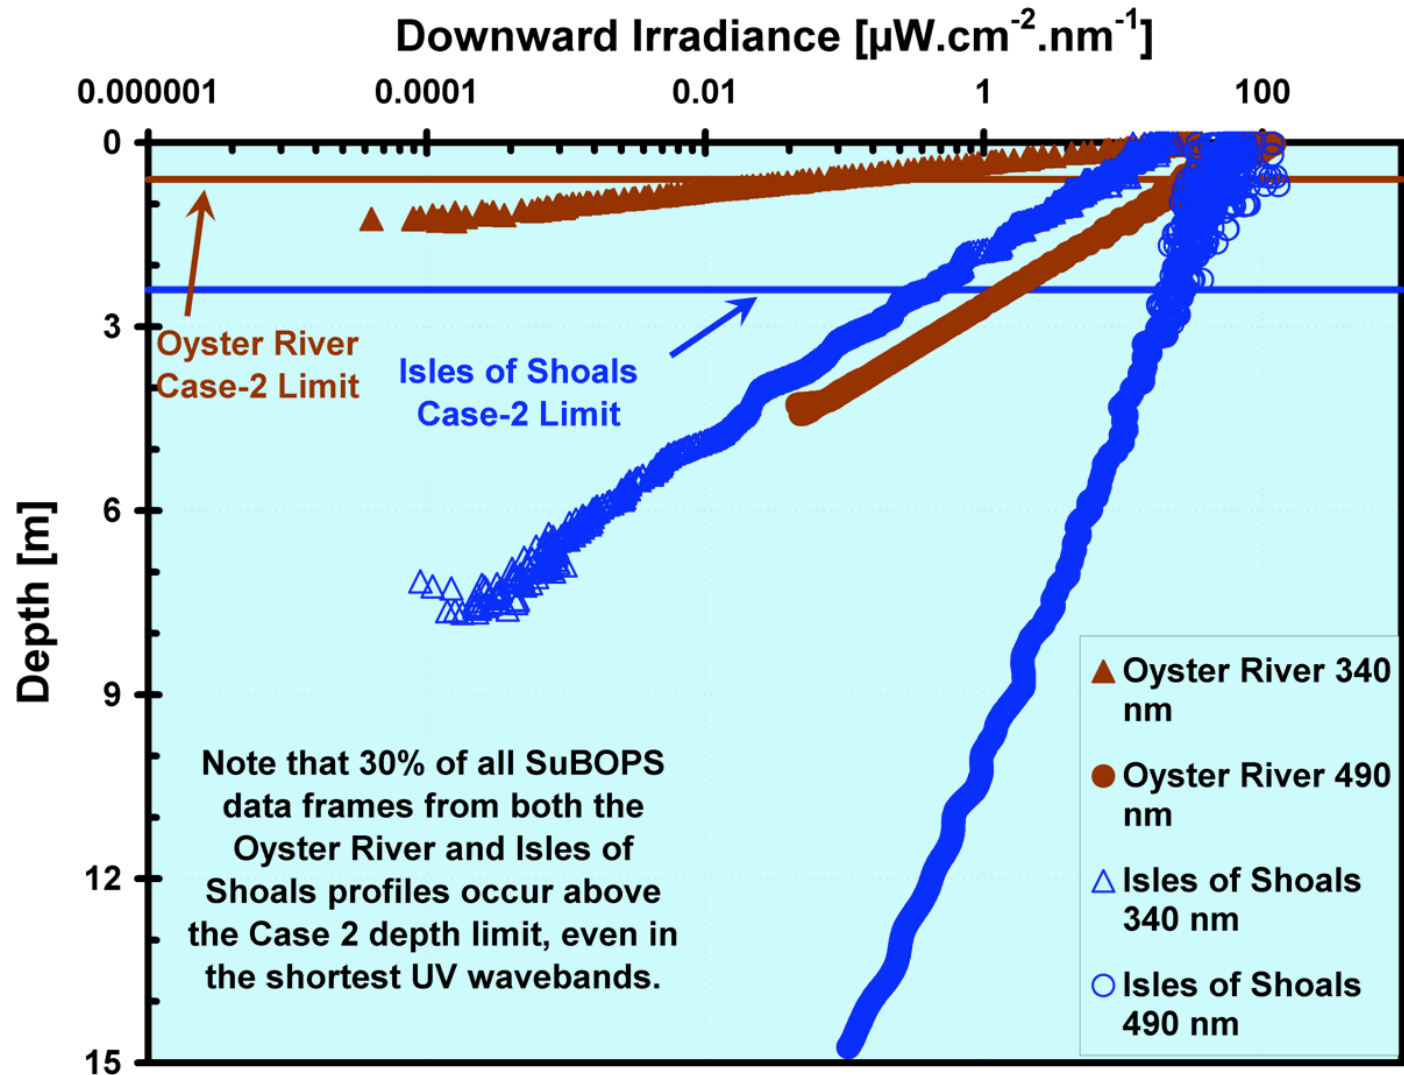 Downward Irradiance [µW.cm-2.nm-1]
0.000001 0.0001 0.01 1 100
0
3
6
9
12
15
Depth [m]
Oyster River
Case-2 Limit
Isles of Shoals
Case-2 Limit
Note that 30% of all SuBOPS
data frames from both the
Oyster River and Isles of
Shoals profiles occur above
the Case 2 depth limit, even in
the shortest UV wavebands.
Oyster River 340
nm
Oyster River 490
nm
Isles of Shoals
340 nm
Isles of Shoals
490 nm